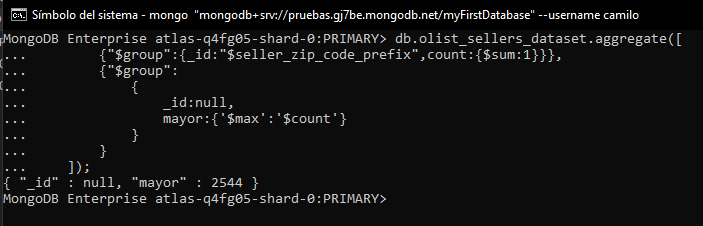 Símbolo del sistema - mongo "mongodb+srv://pruebas.gj7be.mongodb.net/myFirstDatabase" --username camilo
MongoDB Enterprise atlas-q4fg05-shard-0:PRIMARY> db.olist_sellers_dataset.aggregate([
...     {"$group":{_id:"$seller_zip_code_prefix",count:{$sum:1}}},
...     {"$group":
...         {
...             _id:null,
...             mayor:{'$max':'$count'}
...         }
...     }
... ]);
{ "_id" : null, "mayor" : 2544 }
MongoDB Enterprise atlas-q4fg05-shard-0:PRIMARY>